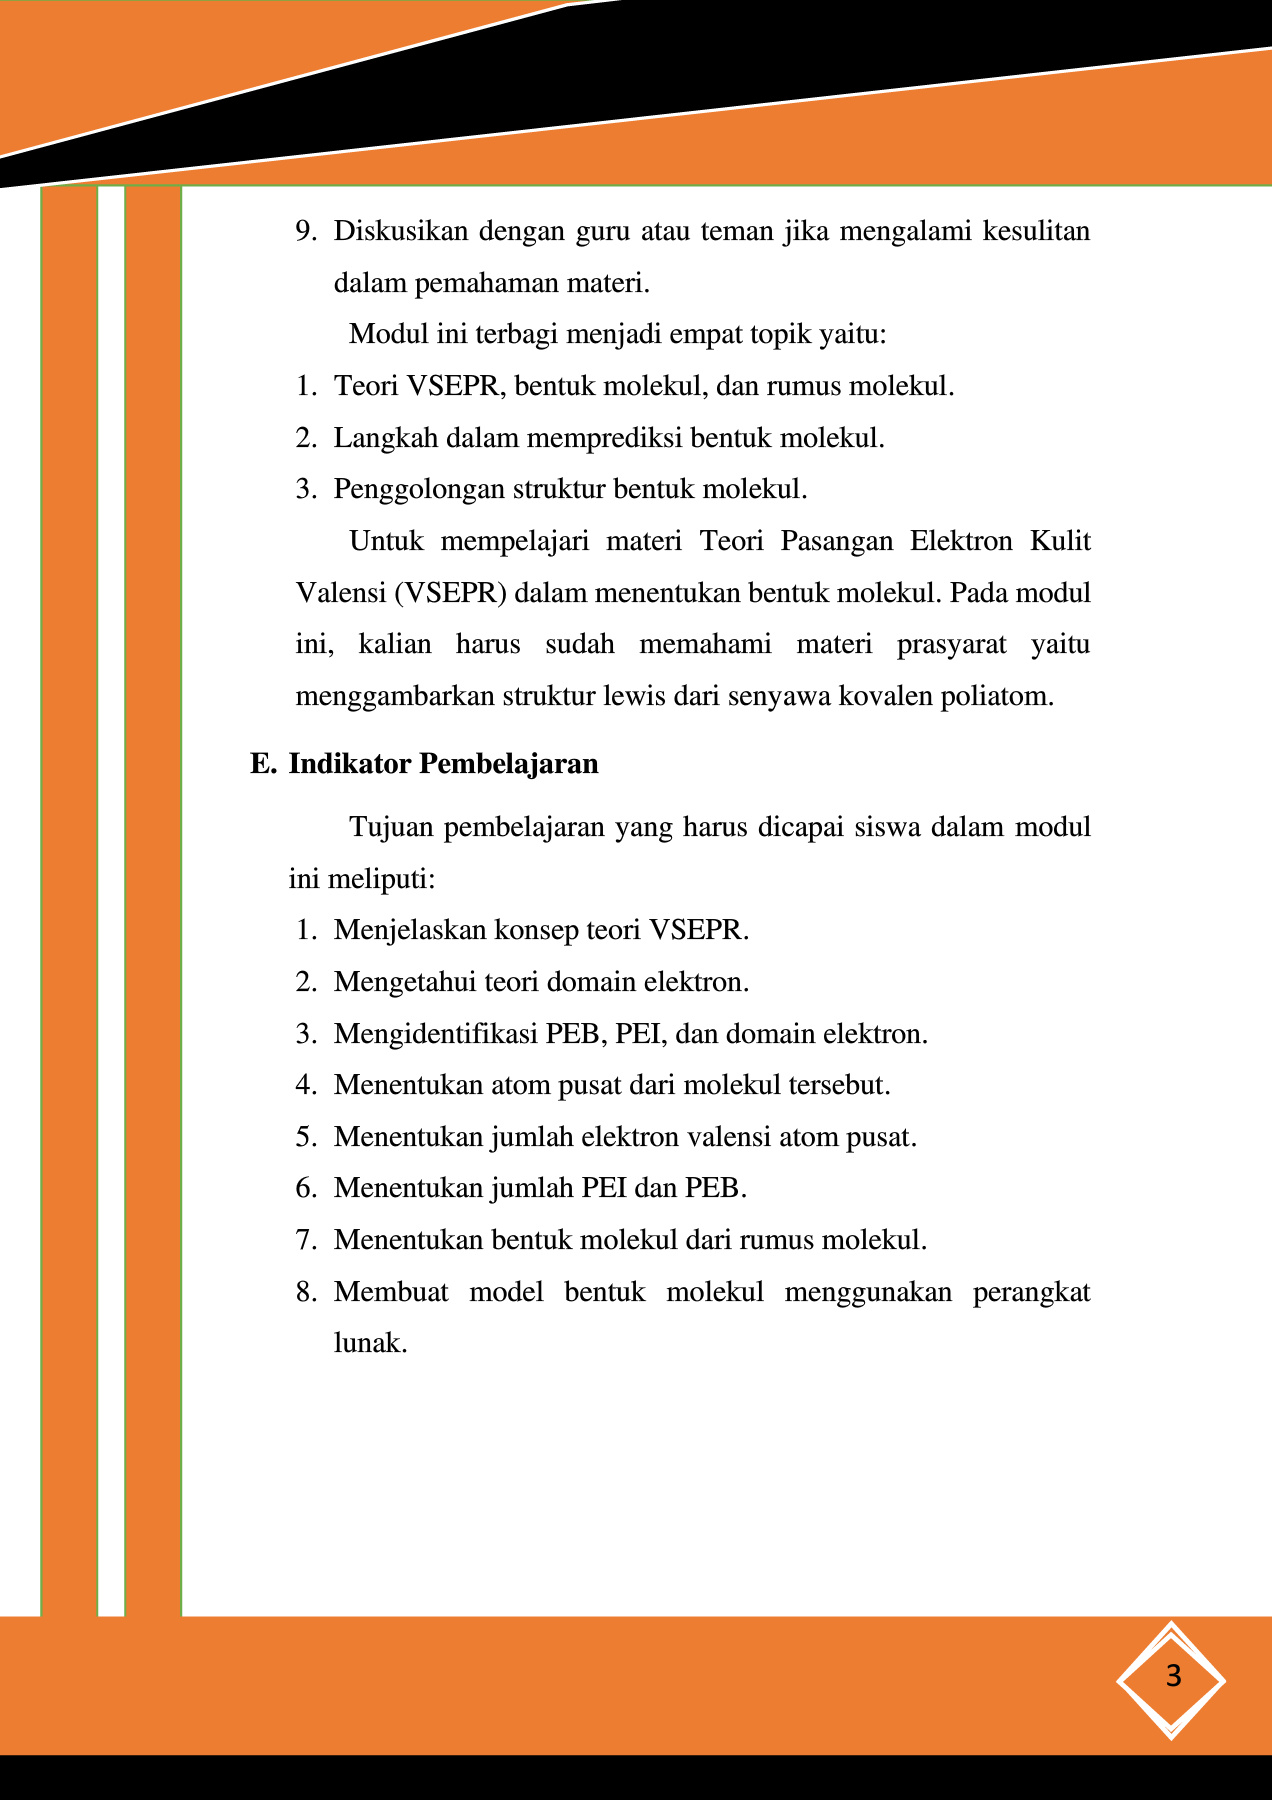 9. Diskusikan dengan guru atau teman jika mengalami kesulitan
dalam pemahaman materi.
Modul ini terbagi menjadi empat topik yaitu:
1. Teori VSEPR, bentuk molekul, dan rumus molekul.
2. Langkah dalam memprediksi bentuk molekul.
3. Penggolongan struktur bentuk molekul.
Untuk mempelajari materi Teori Pasangan Elektron Kulit
Valensi (VSEPR) dalam menentukan bentuk molekul. Pada modul
ini, kalian harus sudah memahami materi prasyarat yaitu
menggambarkan struktur lewis dari senyawa kovalen poliatom.
E. Indikator Pembelajaran
Tujuan pembelajaran yang harus dicapai siswa dalam modul
ini meliputi:
1. Menjelaskan konsep teori VSEPR.
2. Mengetahui teori domain elektron.
3. Mengidentifikasi PEB, PEI, dan domain elektron.
4. Menentukan atom pusat dari molekul tersebut.
5. Menentukan jumlah elektron valensi atom pusat.
6. Menentukan jumlah PEI dan PEB.
7. Menentukan bentuk molekul dari rumus molekul.
8. Membuat model bentuk molekul menggunakan perangkat
lunak.
3